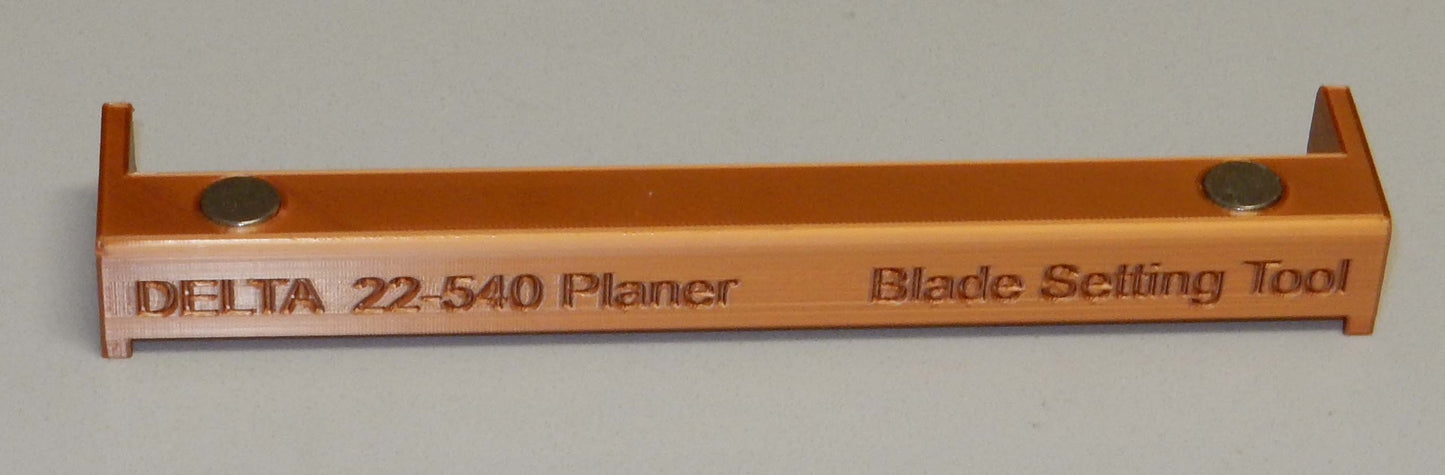 DELTA 22-540 Planer Blade Setting Tool